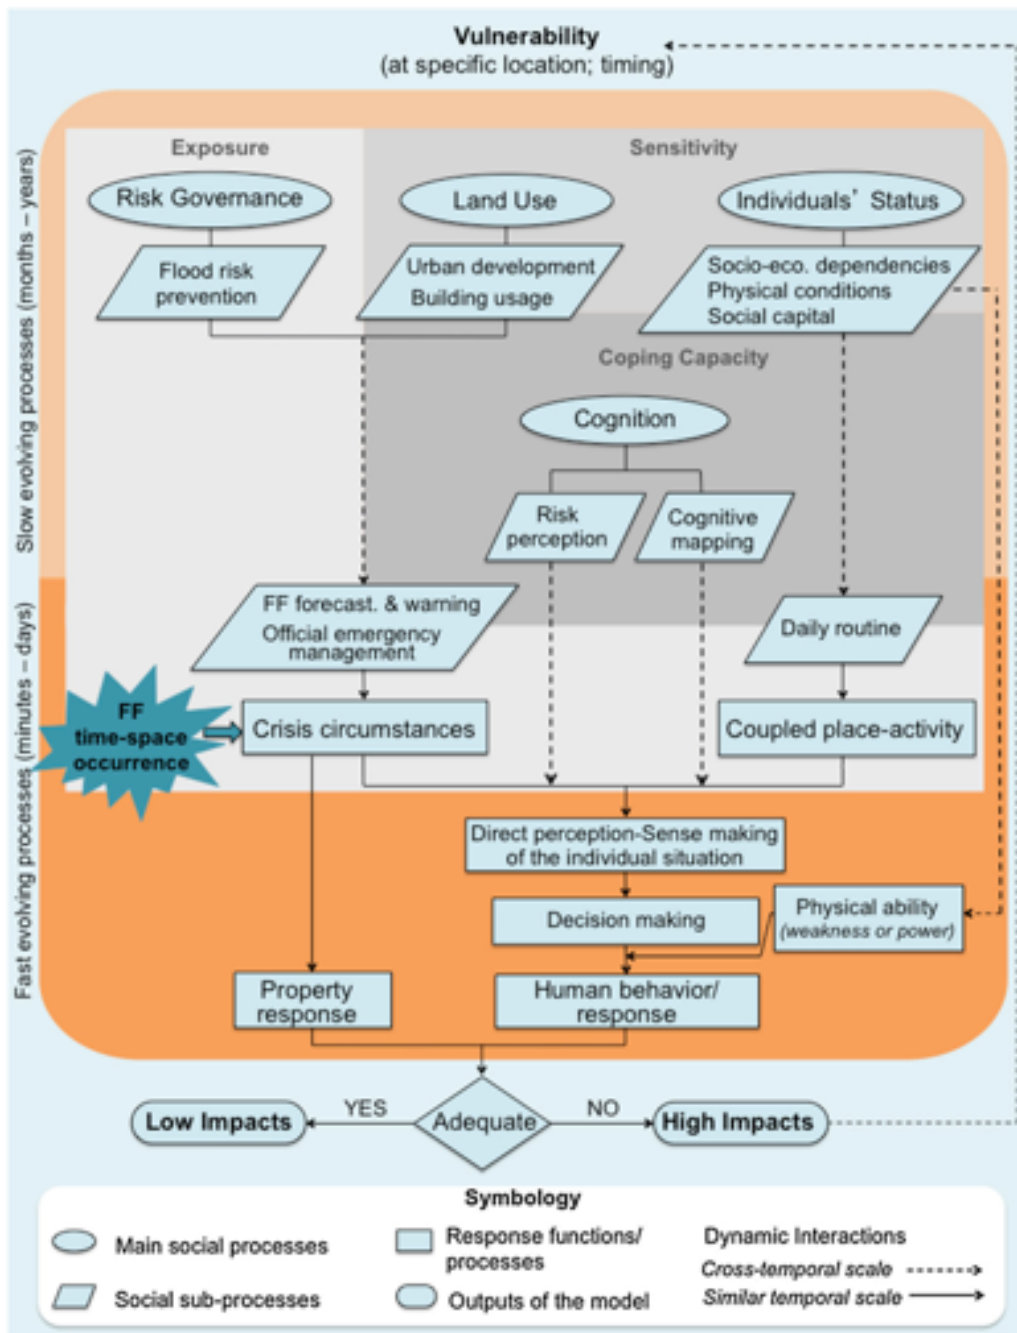 Vulnerability
(at specific location; timing)
Slow evolving processes (months – years)
Fast evolving processes (minutes – days)
Exposure
Sensitivity
Risk Governance
Land Use
Individuals' Status
Flood risk
prevention
Urban development
Building usage
Socio-eco. dependencies
Physical conditions
Social capital
Coping Capacity
Cognition
Risk
perception
Cognitive
mapping
FF forecast. & warning
Official emergency
management
Daily routine
FF
time-space
occurrence
Crisis circumstances
Coupled place-activity
Direct perception-Sense making
of the individual situation
Decision making
Physical ability
(weakness or power)
Property
response
Human behavior/
response
Low Impacts
YES
Adequate
NO
High Impacts
Symbology
Main social processes
Social sub-processes
Response functions/
processes
Outputs of the model
Dynamic Interactions
Cross-temporal scale
Similar temporal scale